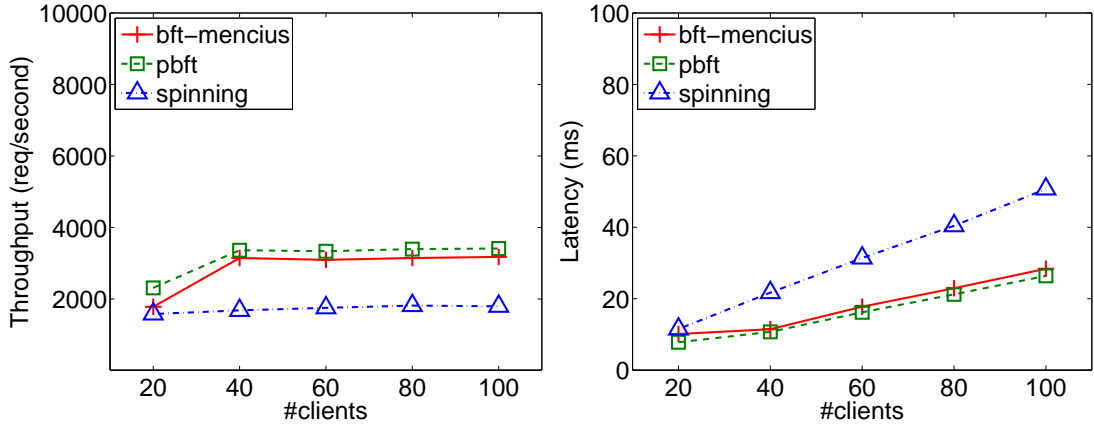 10000
8000
6000
4000
2000
Throughput (req/second)
bft−mencius
pbft
spinning
20 40 60 80 100
#clients
100
80
60
40
20
0
Latency (ms)
bft−mencius
pbft
spinning
20 40 60 80 100
#clients